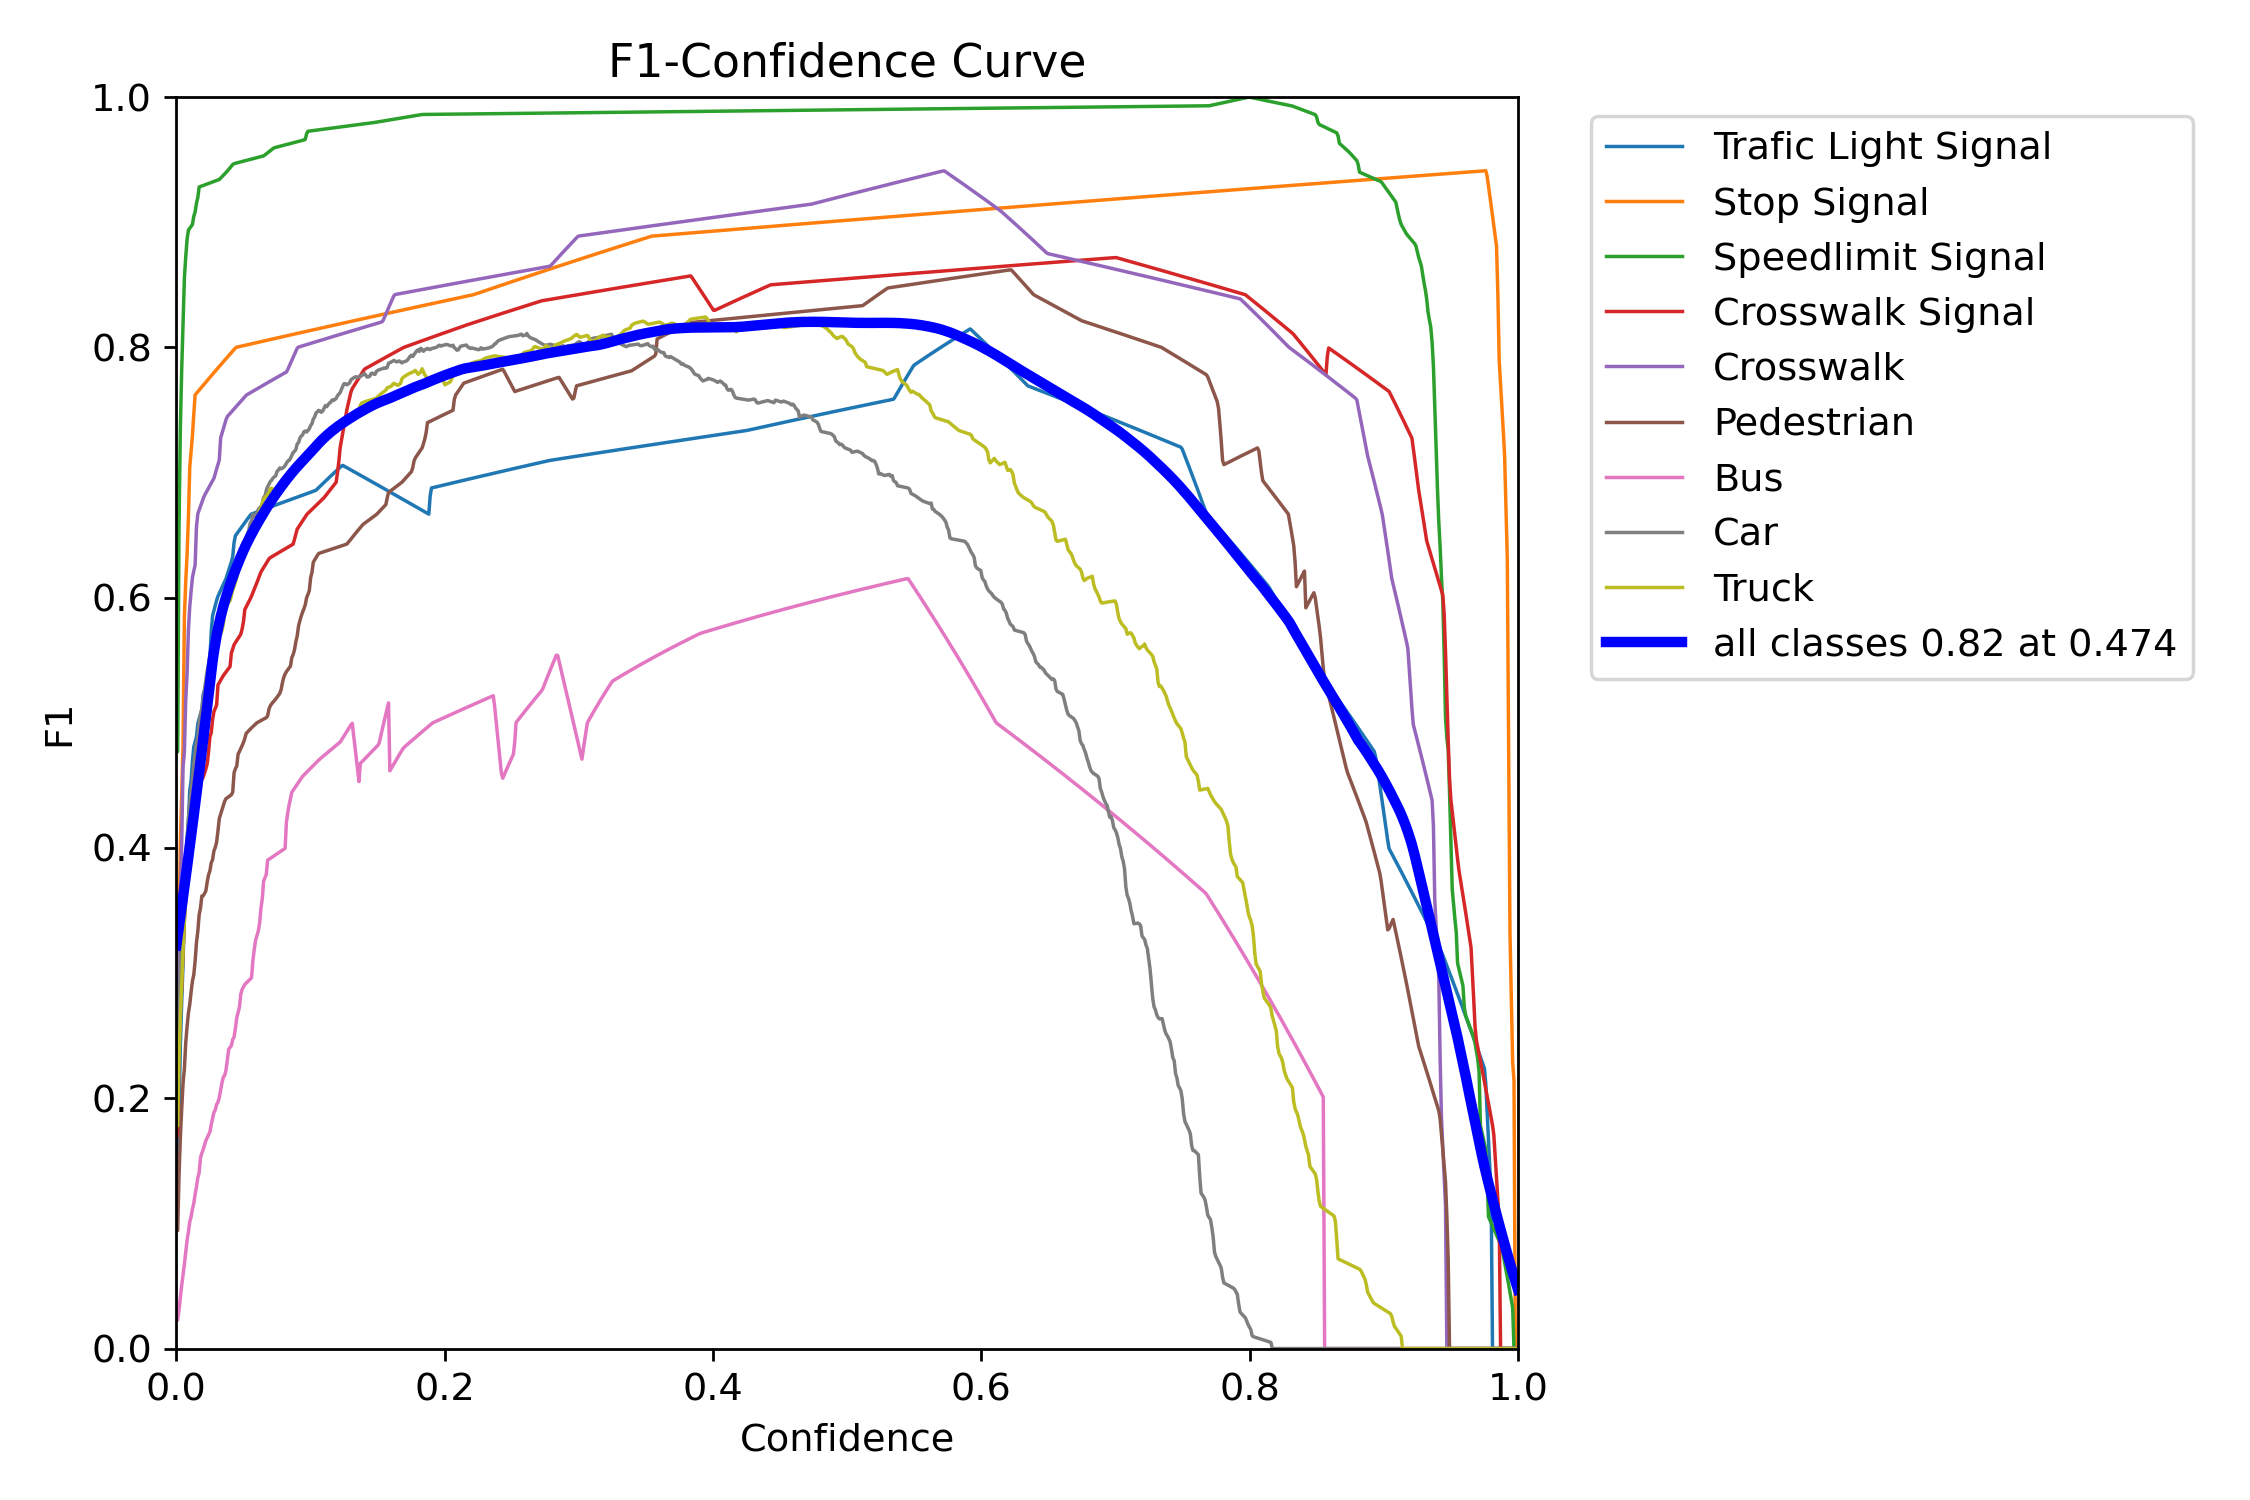 F1-Confidence Curve
1.0
0.8
0.6
0.4
0.2
0.0
F1
0.0 0.2 0.4 0.6 0.8 1.0
Confidence
Trafic Light Signal
Stop Signal
Speedlimit Signal
Crosswalk Signal
Crosswalk
Pedestrian
Bus
Car
Truck
all classes 0.82 at 0.474